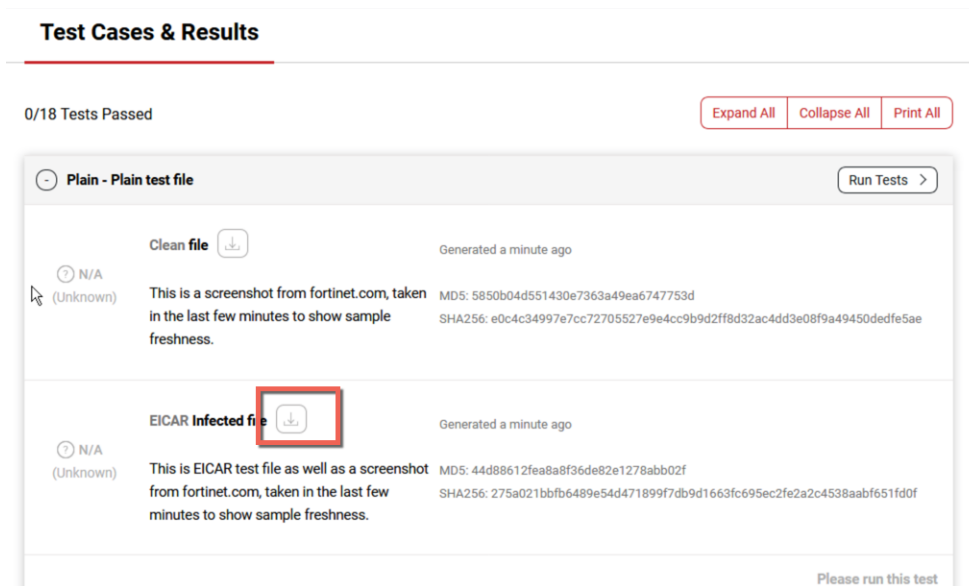 Test Cases & Results
0/18 Tests Passed
Expand All
Collapse All
Print All
- Plain - Plain test file
Run Tests >
Clean file
Generated a minute ago
? N/A
(Unknown)
This is a screenshot from fortinet.com, taken
in the last few minutes to show sample
freshness.
MD5: 5850b04d551430e7363a49ea6747753d
SHA256: e0c4c34997e7cc72705527e9e4cc9b9d2ff8d32ac4dd3e08f9a49450dedfe5ae
EICAR Infected file
Generated a minute ago
? N/A
(Unknown)
This is EICAR test file as well as a screenshot
from fortinet.com, taken in the last few
minutes to show sample freshness.
MD5: 44d88612fea8a8f36de82e1278abb02f
SHA256: 275a021bbfb6489e54d471899f7db9d1663fc695ec2fe2a2c4538aabf651fd0f
Please run this test